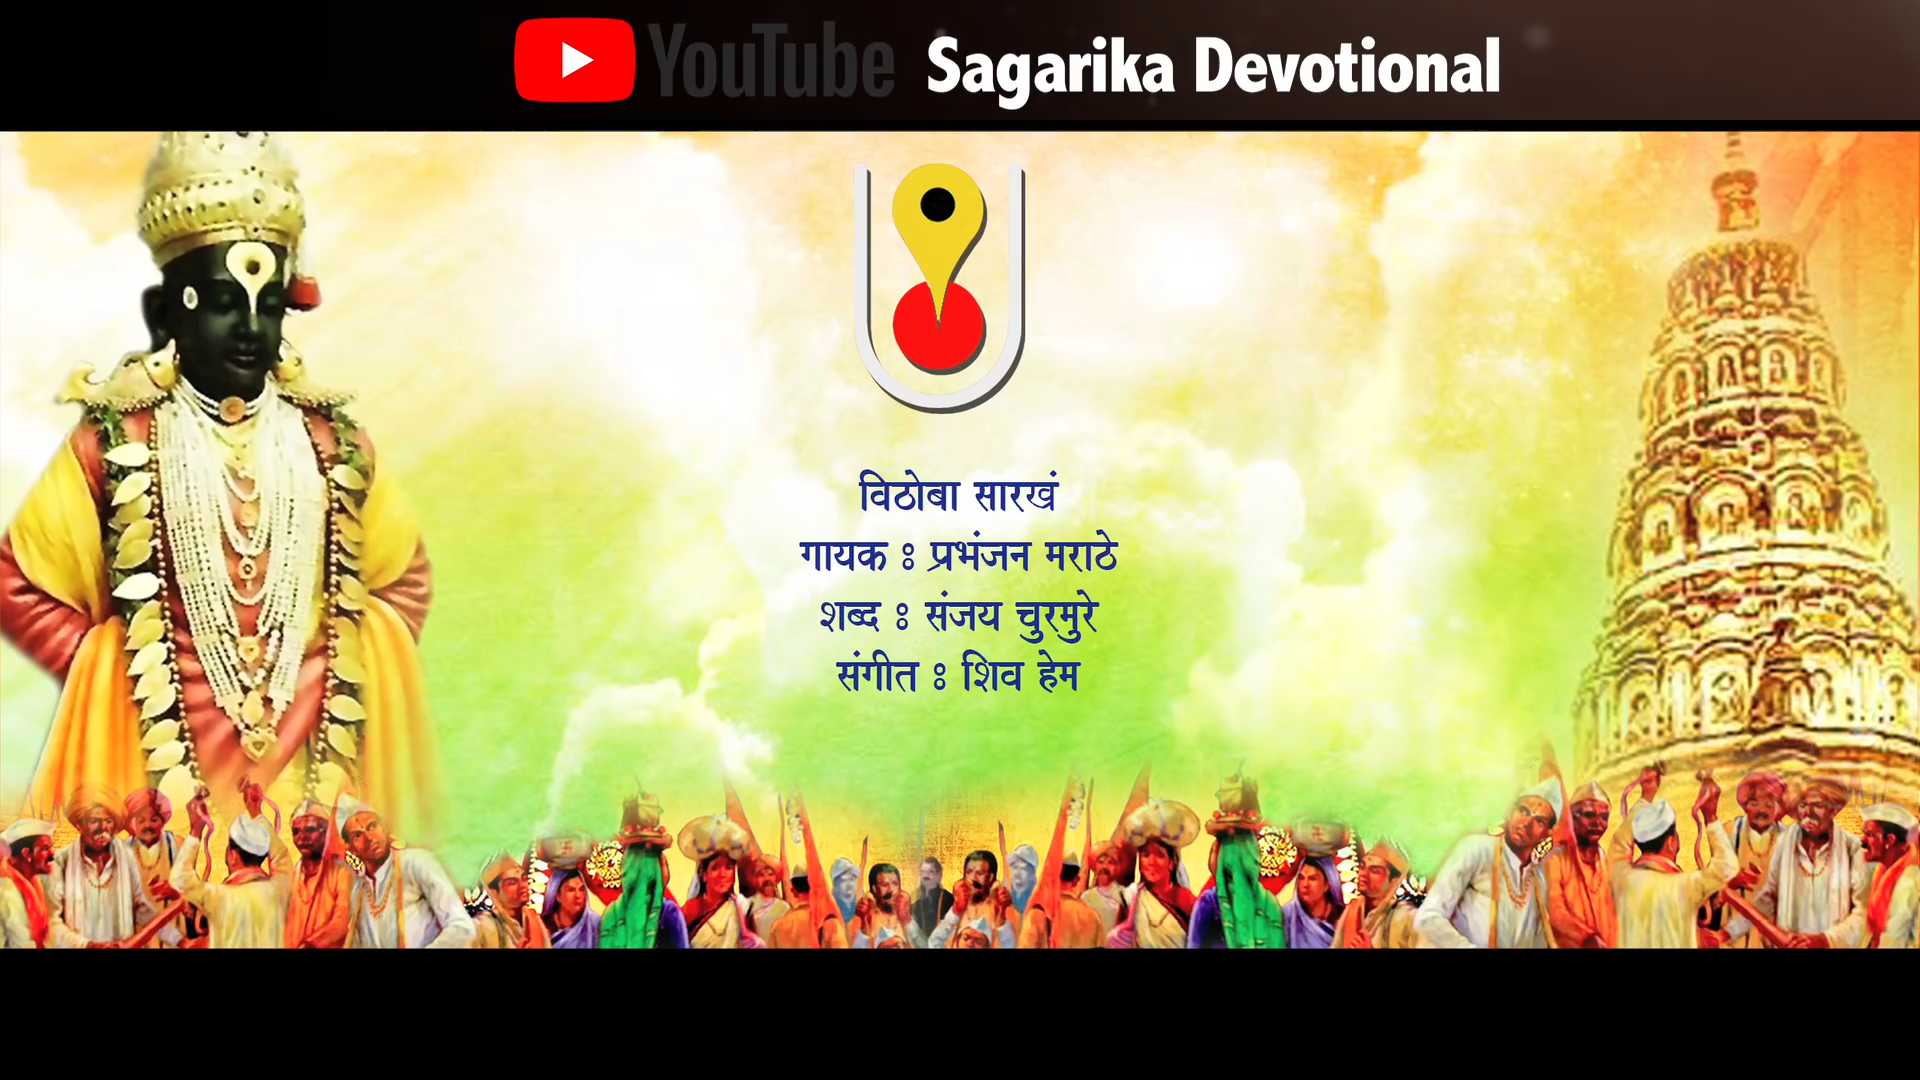 YouTube Sagarika Devotional
विठोबा सारखं
गायक : प्रभंजन मराठे
शब्द : संजय चुरमुरे
संगीत : शिव हेम